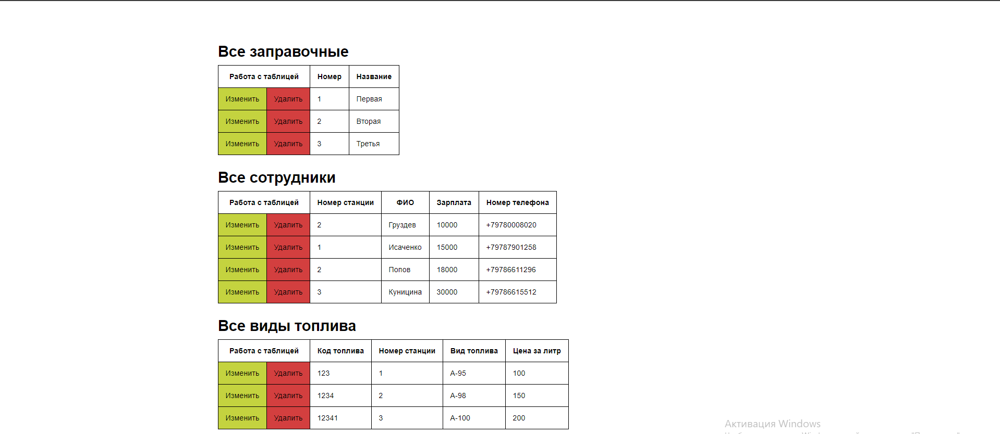 Все заправочные
Работа с таблицей Номер Название
Изменить Удалить 1 Первая
Изменить Удалить 2 Вторая
Изменить Удалить 3 Третья
Все сотрудники
Работа с таблицей Номер станции ФИО Зарплата Номер телефона
Изменить Удалить 2 Груздев 10000 +79780008020
Изменить Удалить 1 Исаченко 15000 +79787901258
Изменить Удалить 2 Попов 18000 +79786611296
Изменить Удалить 3 Куницина 30000 +79786615512
Все виды топлива
Работа с таблицей Код топлива Номер станции Вид топлива Цена за литр
Изменить Удалить 123 1 А-95 100
Изменить Удалить 1234 2 А-98 150
Изменить Удалить 12341 3 А-100 200
Активация Windows